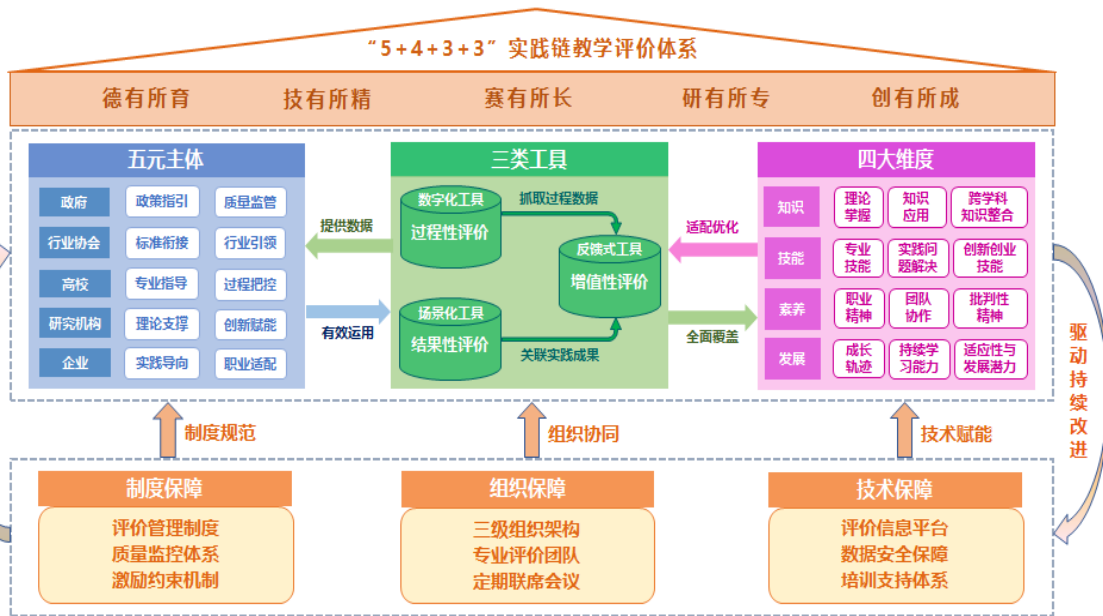 “5+4+3+3”实践链教学评价体系
德有所育 技有所精 赛有所长 研有所专 创有所成
五元主体
政府 政策指引 质量监管
行业协会 标准衔接 行业引领
高校 专业指导 过程把控
研究机构 理论支撑 创新赋能
企业 实践导向 职业适配
提供数据
有效运用
三类工具
数字化工具
过程性评价
抓取过程数据
反馈式工具
增值性评价
场景化工具
结果性评价
关联实践成果
适配优化
全面覆盖
四大维度
知识
理论
掌握
知识
应用
跨学科
知识整合
技能
专业
技能
实践问
题解决
创新创业
技能
素养
职业
精神
团队
协作
批判性
精神
发展
成长
轨迹
持续学
习能力
适应性与
发展潜力
驱动持续改进
制度规范
组织协同
技术赋能
制度保障
评价管理制度
质量监控体系
激励约束机制
组织保障
三级组织架构
专业评价团队
定期联席会议
技术保障
评价信息平台
数据安全保障
培训支持体系